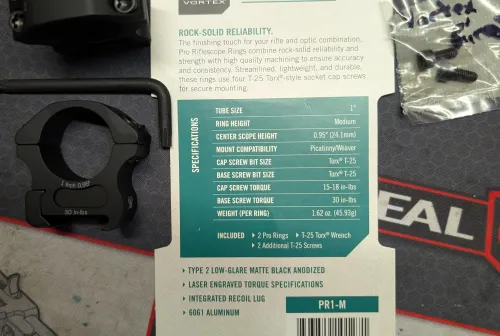 VORTEX
ROCK-SOLID RELIABILITY.
The finishing touch for your rifle and optic combination,
Pro Riflescope Rings combine rock-solid reliability and
strength with high quality machining to ensure accuracy
and consistency. Streamlined, lightweight, and durable,
these rings use four T-25 Torx®-style socket cap screws
for secure mounting.
SPECIFICATIONS
TUBE SIZE 1"
RING HEIGHT Medium
CENTER SCOPE HEIGHT 0.95" (24.1mm)
MOUNT COMPATIBILITY Picatinny/Weaver
CAP SCREW BIT SIZE Torx® T-25
BASE SCREW BIT SIZE Torx® T-25
CAP SCREW TORQUE 15-18 in-lbs
BASE SCREW TORQUE 30 in-lbs
WEIGHT (PER RING) 1.62 oz. (45.93g)
INCLUDED ▸ 2 Pro Rings ▸ T-25 Torx® Wrench
▸ 2 Additional T-25 Screws
▸ TYPE 2 LOW-GLARE MATTE BLACK ANODIZED
▸ LASER ENGRAVED TORQUE SPECIFICATIONS
▸ INTEGRATED RECOIL LUG
▸ 6061 ALUMINUM
PR1-M
1 Inch 0.95"
30 in-lbs
EAL